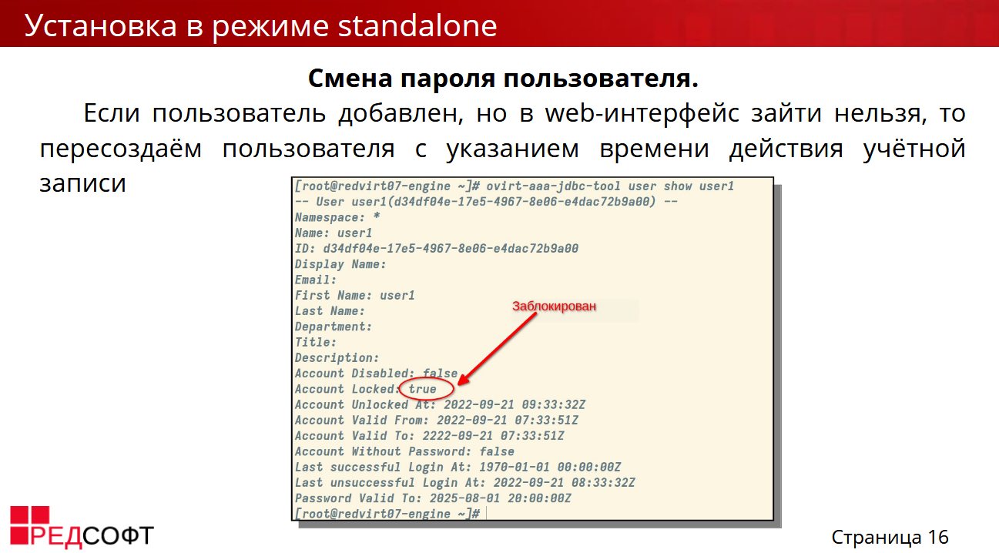 Установка в режиме standalone
Смена пароля пользователя.
Если пользователь добавлен, но в web-интерфейс зайти нельзя, то
пересоздаём пользователя с указанием времени действия учётной
записи
[root@redvirt07-engine ~]# ovirt-aaa-jdbc-tool user show user1
-- User user1(d34df04e-17e5-4967-8e06-e4dac72b9a00) --
Namespace: *
Name: user1
ID: d34df04e-17e5-4967-8e06-e4dac72b9a00
Display Name:
Email:
First Name: user1
Заблокирован
Last Name:
Department:
Title:
Description:
Account Disabled: false
Account Locked: true
Account Unlocked At: 2022-09-21 09:33:32Z
Account Valid From: 2022-09-21 07:33:51Z
Account Valid To: 2222-09-21 07:33:51Z
Account Without Password: false
Last successful Login At: 1970-01-01 00:00:00Z
Last unsuccessful Login At: 2022-09-21 08:33:32Z
Password Valid To: 2025-08-01 20:00:00Z
[root@redvirt07-engine ~]#
РЕДСОФТ
Страница 16